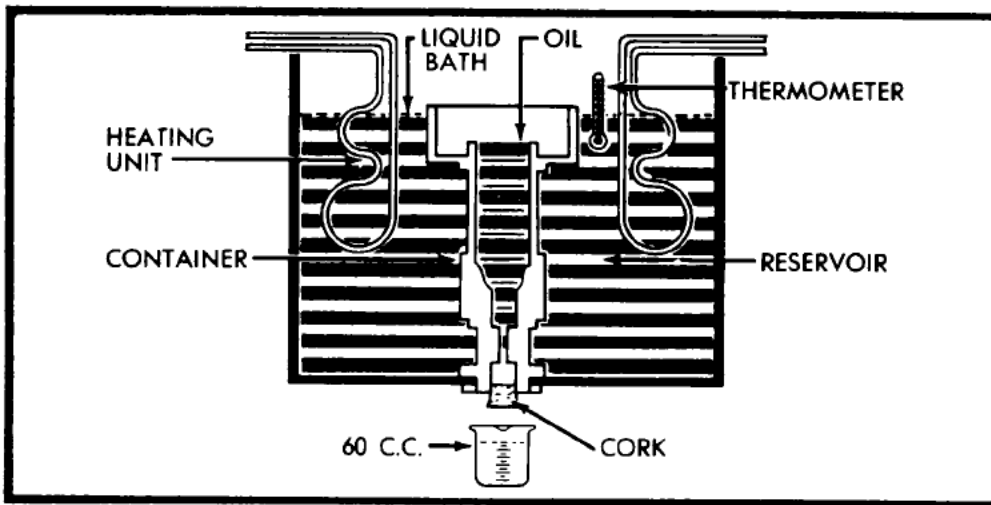 LIQUID
BATH
OIL
THERMOMETER
HEATING
UNIT
CONTAINER
RESERVOIR
60 C.C.
CORK